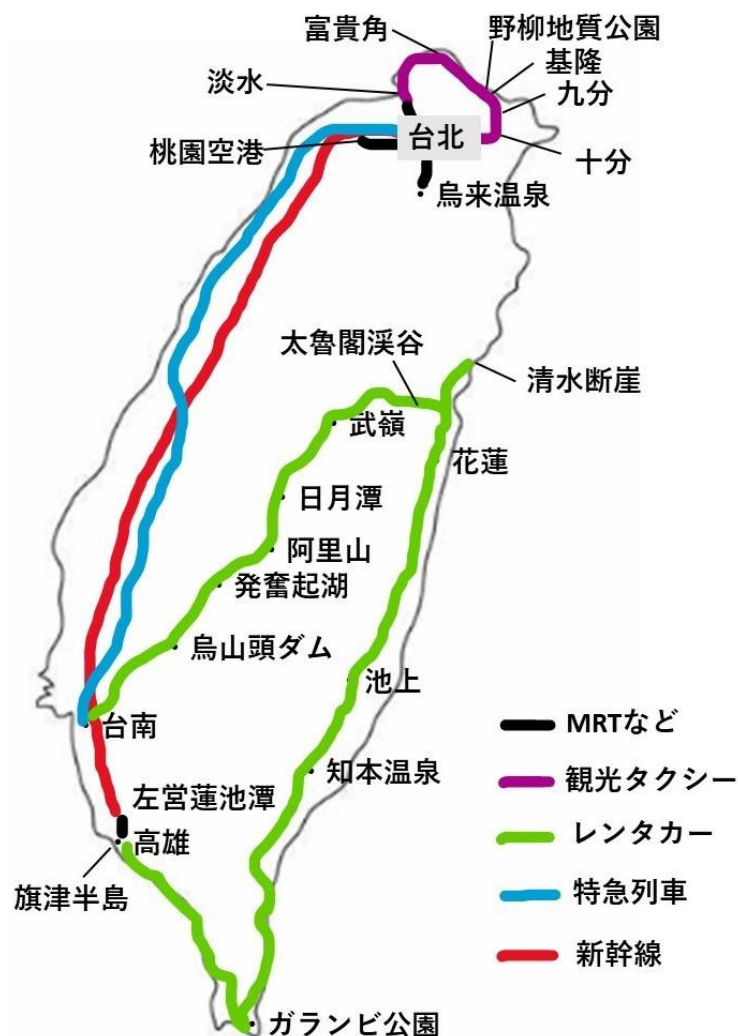 富貴角
野柳地質公園
基隆
淡水
九分
台北
桃園空港
十分
烏来温泉
太魯閣渓谷
清水断崖
武嶺
花蓮
日月潭
阿里山
発奮起湖
烏山頭ダム
池上
台南
MRTなど
知本温泉
観光タクシー
左営蓮池潭
高雄
レンタカー
旗津半島
特急列車
新幹線
ガランビ公園